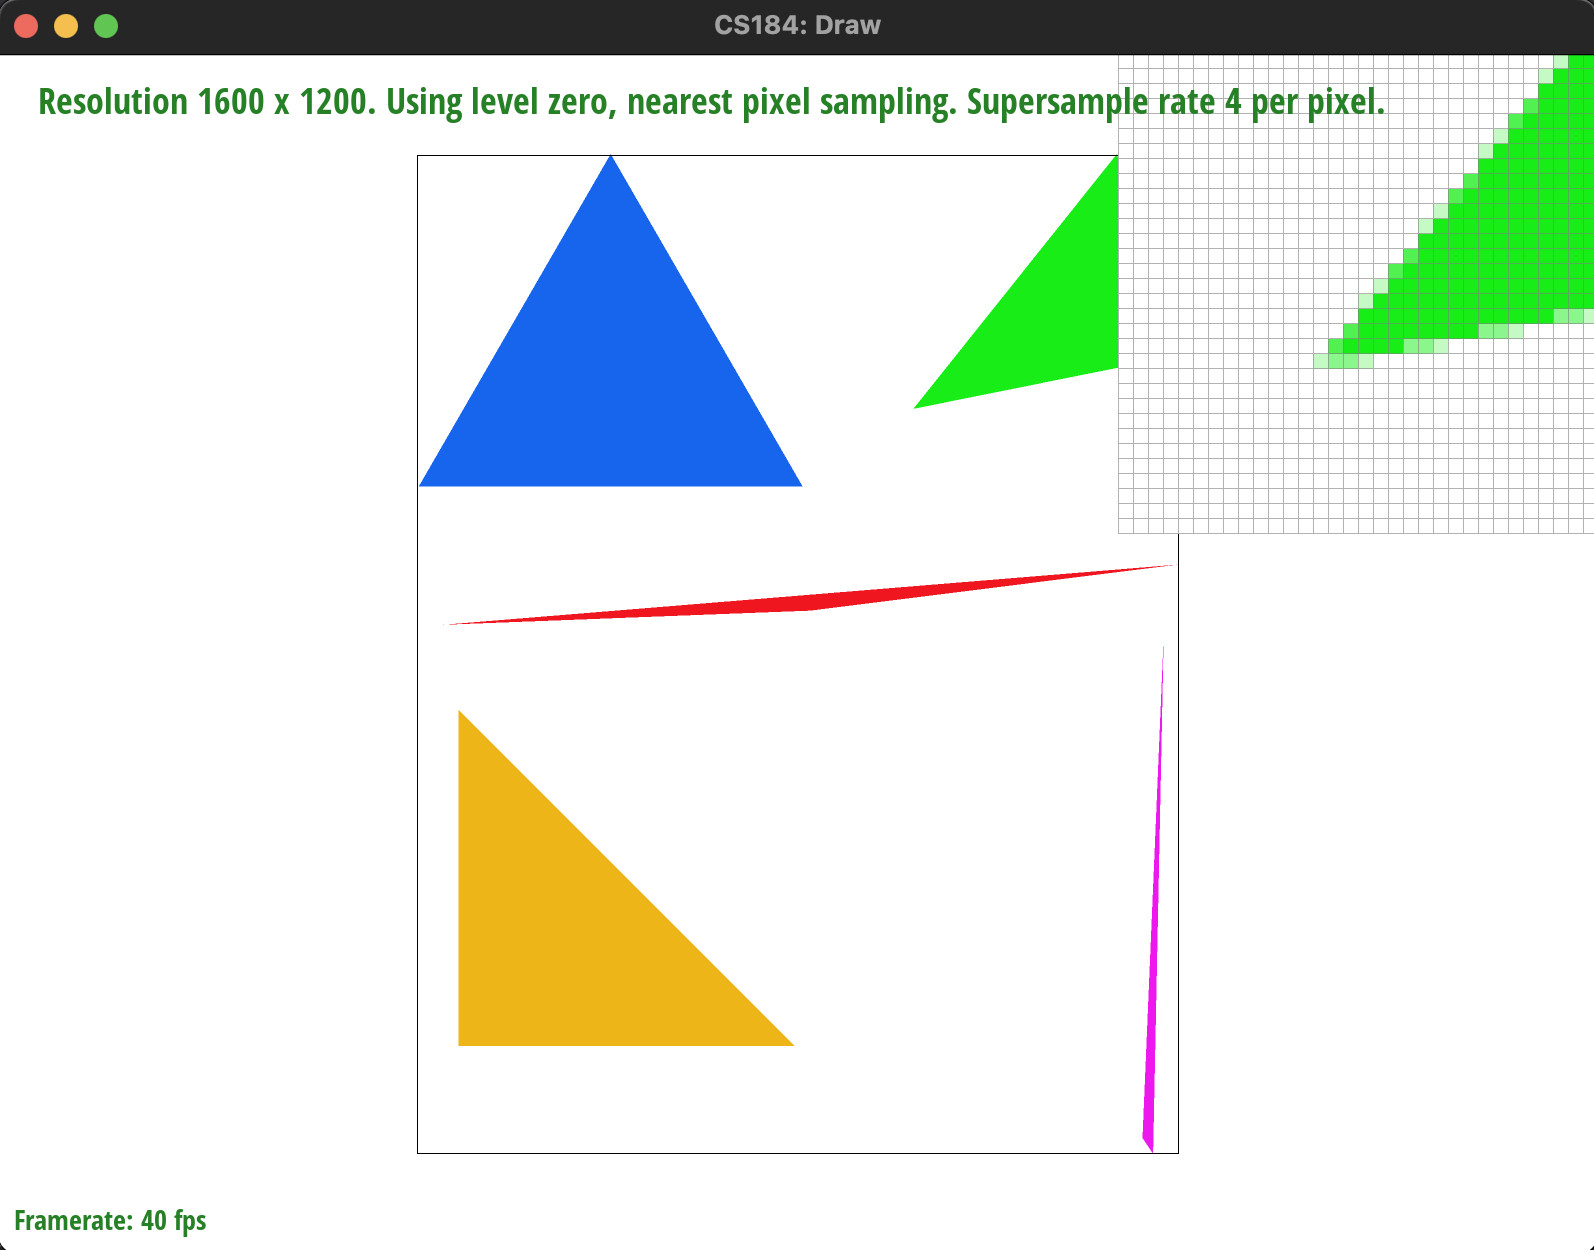 CS184: Draw
Resolution 1600 x 1200. Using level zero, nearest pixel sampling. Supersample rate 4 per pixel.
Framerate: 40 fps